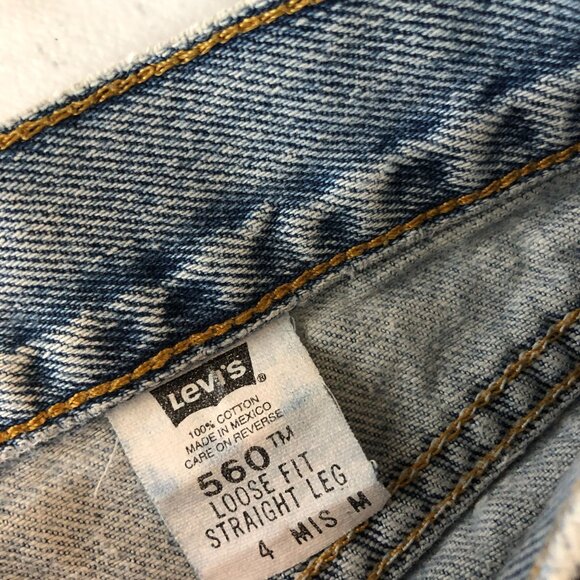 Levi's®
100% COTTON
MADE IN MEXICO
CARE ON REVERSE
560™
LOOSE FIT
STRAIGHT LEG
4 MIS M